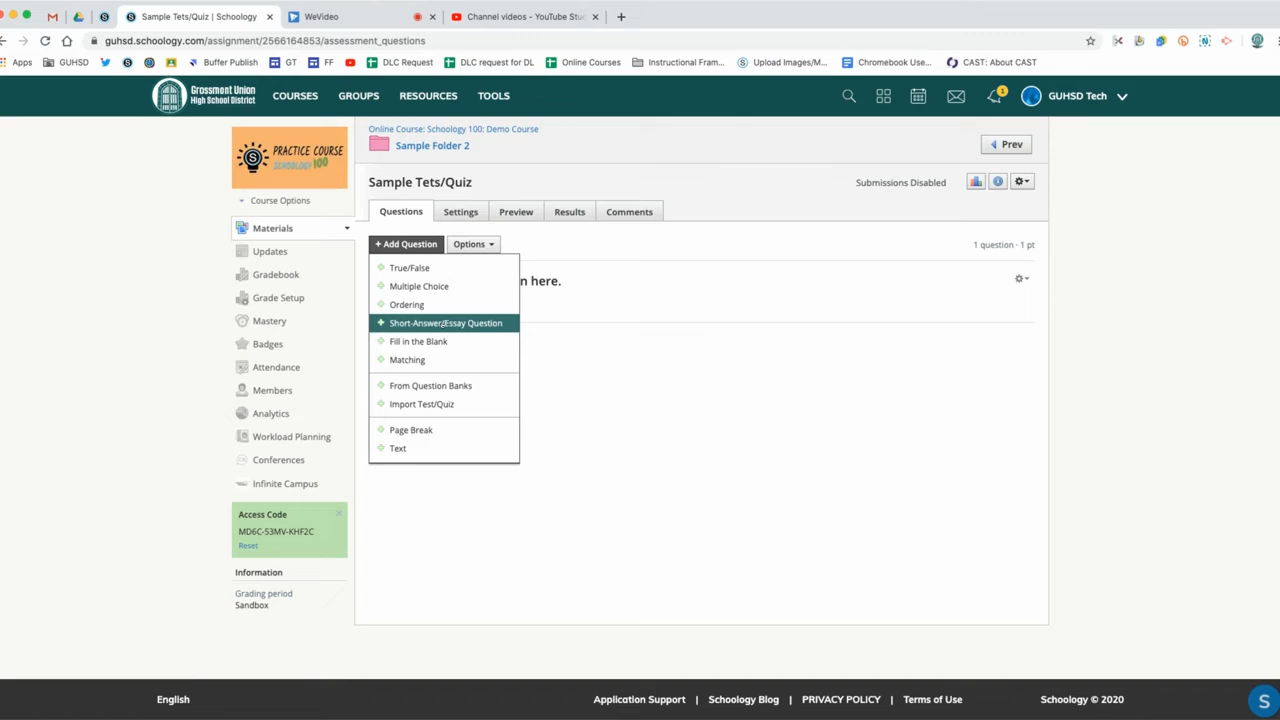 Sample Tets/Quiz | Schoology
WeVideo
Channel videos - YouTube Stu
guhsd.schoology.com/assignment/2566164853/assessment_questions
Apps
GUHSD
Buffer Publish
GT
FF
DLC Request
DLC request for DL
Online Courses
Instructional Fram...
Upload Images/M...
Chromebook Use...
CAST: About CAST
Grossmont Union
High School District
COURSES
GROUPS
RESOURCES
TOOLS
1
GUHSD Tech
PRACTICE COURSE
SCHOOLOGY 100
Course Options
Materials
Updates
Gradebook
Grade Setup
Mastery
Badges
Attendance
Members
Analytics
Workload Planning
Conferences
Infinite Campus
Access Code
MD6C-53MV-KHF2C
Reset
Information
Grading period
Sandbox
Online Course: Schoology 100: Demo Course
Sample Folder 2
Prev
Sample Tets/Quiz
Submissions Disabled
Questions
Settings
Preview
Results
Comments
+ Add Question
Options
1 question · 1 pt
True/False
Multiple Choice
Ordering
Short-Answer/Essay Question
Fill in the Blank
Matching
From Question Banks
Import Test/Quiz
Page Break
Text
n here.
English
Application Support
Schoology Blog
PRIVACY POLICY
Terms of Use
Schoology © 2020
S